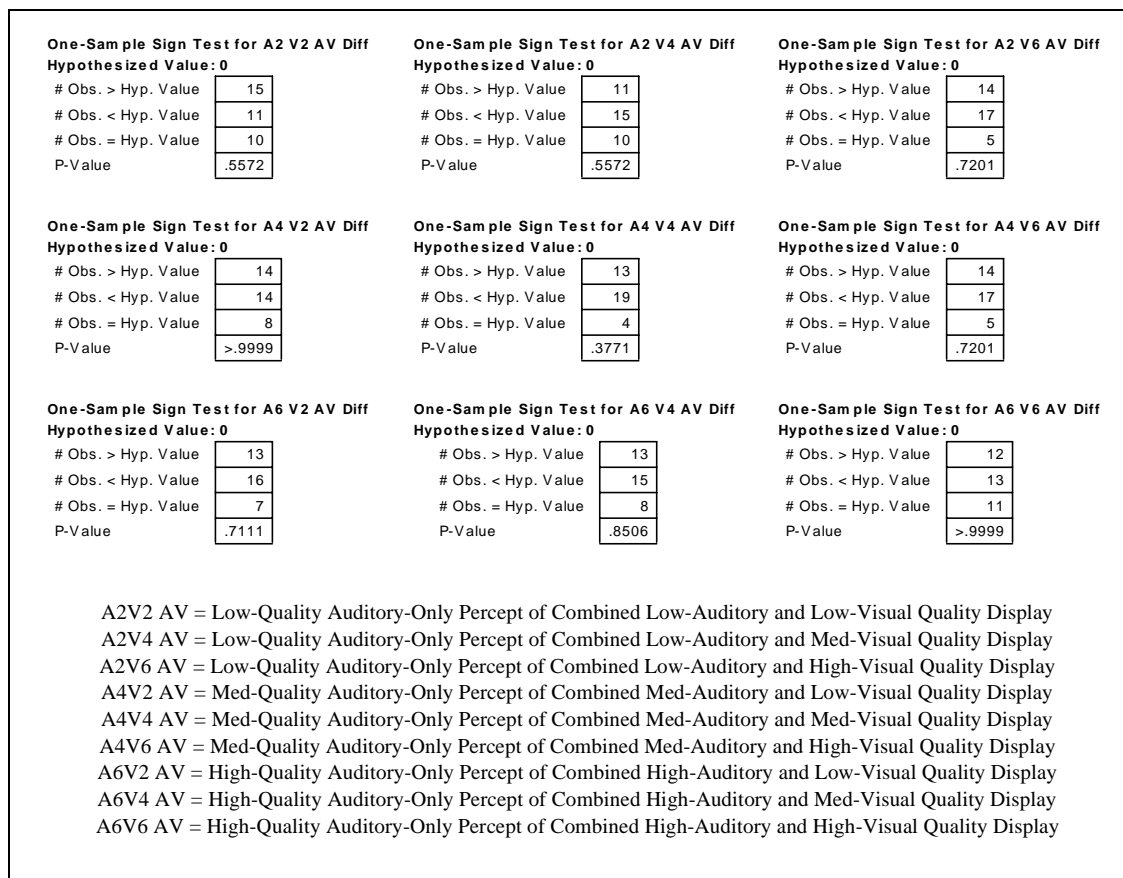 One-Sample Sign Test for A2 V2 AV Diff
Hypothesized Value: 0
# Obs. > Hyp. Value 15
# Obs. < Hyp. Value 11
# Obs. = Hyp. Value 10
P-Value .5572
One-Sample Sign Test for A2 V4 AV Diff
Hypothesized Value: 0
# Obs. > Hyp. Value 11
# Obs. < Hyp. Value 15
# Obs. = Hyp. Value 10
P-Value .5572
One-Sample Sign Test for A2 V6 AV Diff
Hypothesized Value: 0
# Obs. > Hyp. Value 14
# Obs. < Hyp. Value 17
# Obs. = Hyp. Value 5
P-Value .7201
One-Sample Sign Test for A4 V2 AV Diff
Hypothesized Value: 0
# Obs. > Hyp. Value 14
# Obs. < Hyp. Value 14
# Obs. = Hyp. Value 8
P-Value >.9999
One-Sample Sign Test for A4 V4 AV Diff
Hypothesized Value: 0
# Obs. > Hyp. Value 13
# Obs. < Hyp. Value 19
# Obs. = Hyp. Value 4
P-Value .3771
One-Sample Sign Test for A4 V6 AV Diff
Hypothesized Value: 0
# Obs. > Hyp. Value 14
# Obs. < Hyp. Value 17
# Obs. = Hyp. Value 5
P-Value .7201
One-Sample Sign Test for A6 V2 AV Diff
Hypothesized Value: 0
# Obs. > Hyp. Value 13
# Obs. < Hyp. Value 16
# Obs. = Hyp. Value 7
P-Value .7111
One-Sample Sign Test for A6 V4 AV Diff
Hypothesized Value: 0
# Obs. > Hyp. Value 13
# Obs. < Hyp. Value 15
# Obs. = Hyp. Value 8
P-Value .8506
One-Sample Sign Test for A6 V6 AV Diff
Hypothesized Value: 0
# Obs. > Hyp. Value 12
# Obs. < Hyp. Value 13
# Obs. = Hyp. Value 11
P-Value >.9999
A2V2 AV = Low-Quality Auditory-Only Percept of Combined Low-Auditory and Low-Visual Quality Display
A2V4 AV = Low-Quality Auditory-Only Percept of Combined Low-Auditory and Med-Visual Quality Display
A2V6 AV = Low-Quality Auditory-Only Percept of Combined Low-Auditory and High-Visual Quality Display
A4V2 AV = Med-Quality Auditory-Only Percept of Combined Med-Auditory and Low-Visual Quality Display
A4V4 AV = Med-Quality Auditory-Only Percept of Combined Med-Auditory and Med-Visual Quality Display
A4V6 AV = Med-Quality Auditory-Only Percept of Combined Med-Auditory and High-Visual Quality Display
A6V2 AV = High-Quality Auditory-Only Percept of Combined High-Auditory and Low-Visual Quality Display
A6V4 AV = High-Quality Auditory-Only Percept of Combined High-Auditory and Med-Visual Quality Display
A6V6 AV = High-Quality Auditory-Only Percept of Combined High-Auditory and High-Visual Quality Display